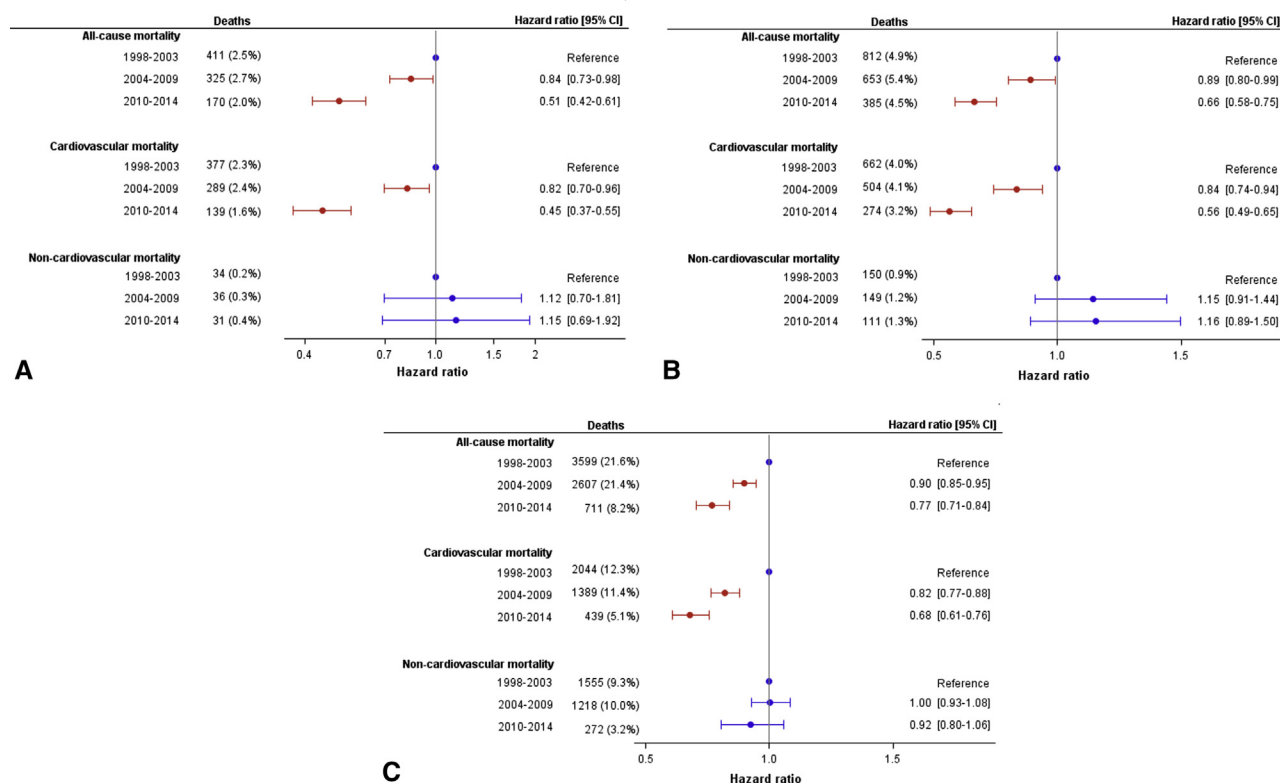 Deaths Hazard ratio [95% CI]
All-cause mortality
1998-2003 411 (2.5%) Reference
2004-2009 325 (2.7%) 0.84 [0.73-0.98]
2010-2014 170 (2.0%) 0.51 [0.42-0.61]
Cardiovascular mortality
1998-2003 377 (2.3%) Reference
2004-2009 289 (2.4%) 0.82 [0.70-0.96]
2010-2014 139 (1.6%) 0.45 [0.37-0.55]
Non-cardiovascular mortality
1998-2003 34 (0.2%) Reference
2004-2009 36 (0.3%) 1.12 [0.70-1.81]
2010-2014 31 (0.4%) 1.15 [0.69-1.92]
0.4 0.7 1.0 1.5 2
Hazard ratio
A
Deaths Hazard ratio [95% CI]
All-cause mortality
1998-2003 812 (4.9%) Reference
2004-2009 653 (5.4%) 0.89 [0.80-0.99]
2010-2014 385 (4.5%) 0.66 [0.58-0.75]
Cardiovascular mortality
1998-2003 662 (4.0%) Reference
2004-2009 504 (4.1%) 0.84 [0.74-0.94]
2010-2014 274 (3.2%) 0.56 [0.49-0.65]
Non-cardiovascular mortality
1998-2003 150 (0.9%) Reference
2004-2009 149 (1.2%) 1.15 [0.91-1.44]
2010-2014 111 (1.3%) 1.16 [0.89-1.50]
0.5 1.0 1.5
Hazard ratio
B
Deaths Hazard ratio [95% CI]
All-cause mortality
1998-2003 3599 (21.6%) Reference
2004-2009 2607 (21.4%) 0.90 [0.85-0.95]
2010-2014 711 (8.2%) 0.77 [0.71-0.84]
Cardiovascular mortality
1998-2003 2044 (12.3%) Reference
2004-2009 1389 (11.4%) 0.82 [0.77-0.88]
2010-2014 439 (5.1%) 0.68 [0.61-0.76]
Non-cardiovascular mortality
1998-2003 1555 (9.3%) Reference
2004-2009 1218 (10.0%) 1.00 [0.93-1.08]
2010-2014 272 (3.2%) 0.92 [0.80-1.06]
0.5 1.0 1.5
Hazard ratio
C